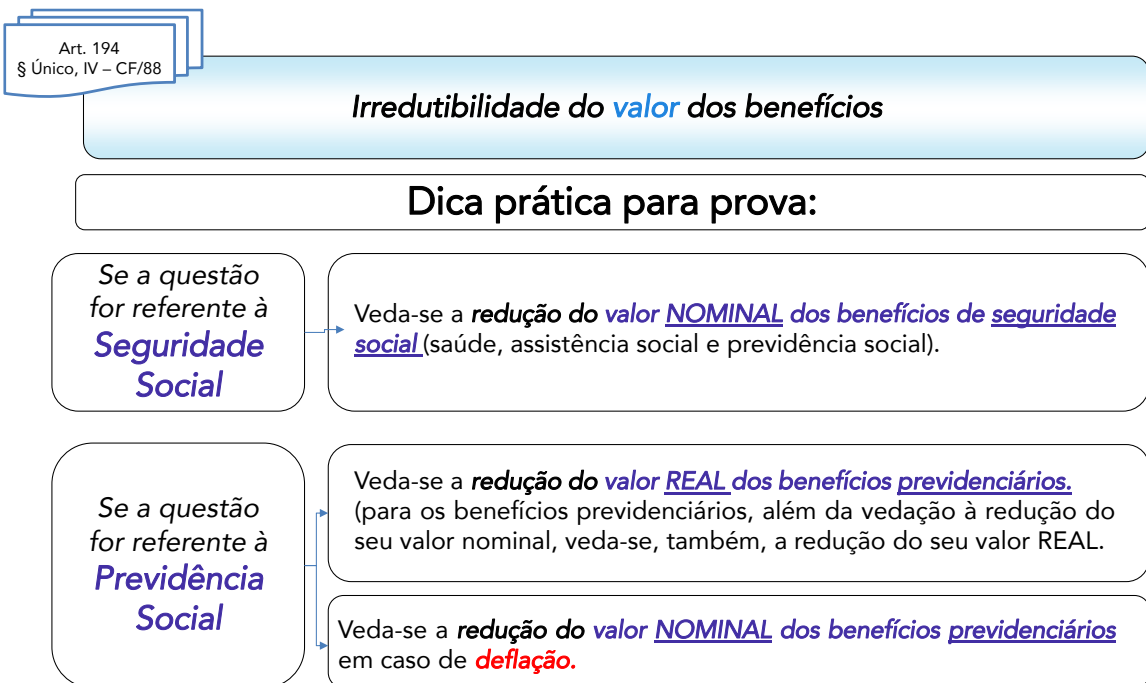 Art. 194
§ Único, IV – CF/88
Irredutibilidade do valor dos benefícios
Dica prática para prova:
Se a questão
for referente à
Seguridade
Social
Veda-se a redução do valor NOMINAL dos benefícios de seguridade
social (saúde, assistência social e previdência social).
Se a questão
for referente à
Previdência
Social
Veda-se a redução do valor REAL dos benefícios previdenciários.
(para os benefícios previdenciários, além da vedação à redução do
seu valor nominal, veda-se, também, a redução do seu valor REAL.
Veda-se a redução do valor NOMINAL dos benefícios previdenciários
em caso de deflação.